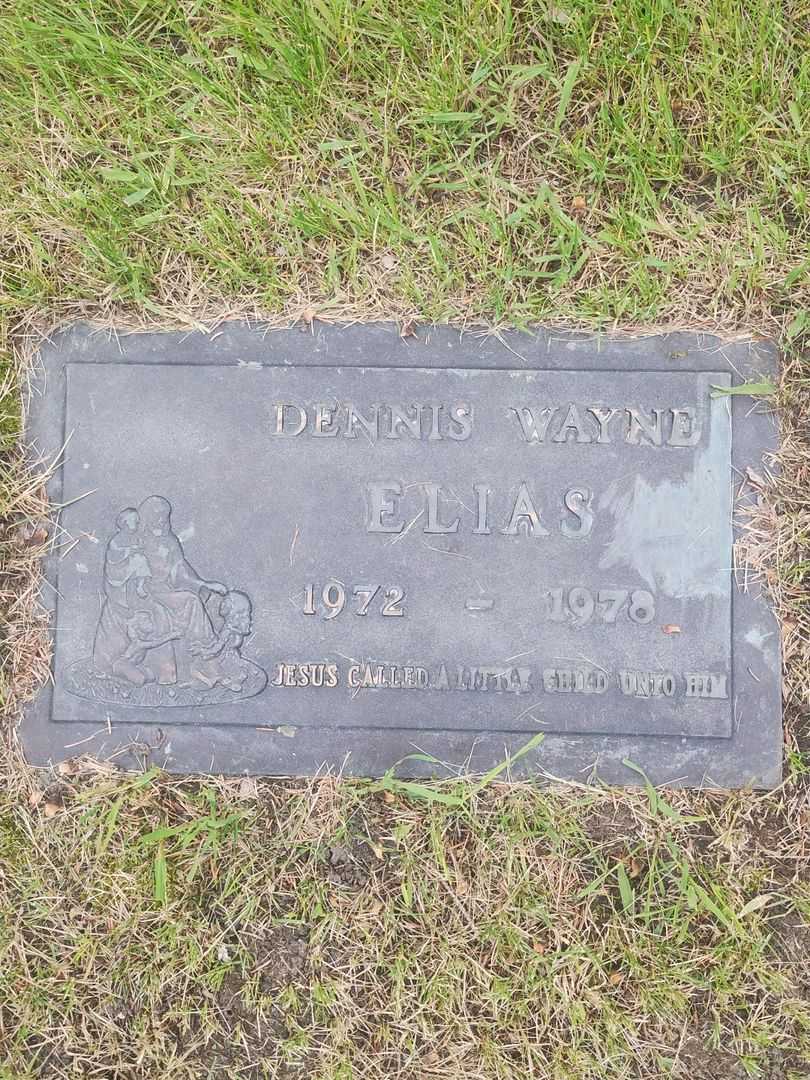 DENNIS WAYNE
ELIAS
1972 - 1978
JESUS CALLED A LITTLE CHILD UNTO HIM